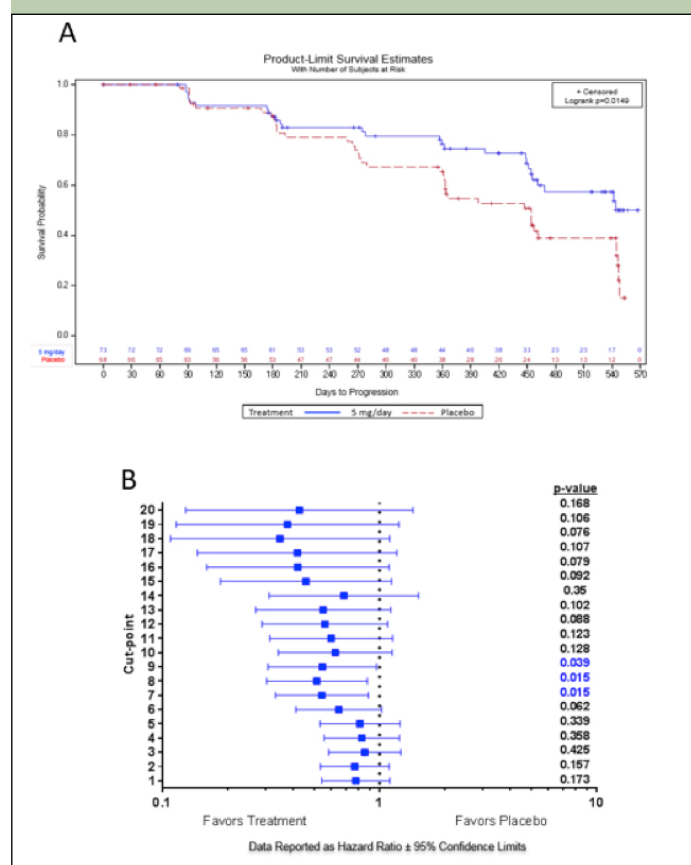 A
Product-Limit Survival Estimates
With Number of Subjects at Risk
+ Censored
Logrank p=0.0149
Survival Probability
1.0
0.8
0.6
0.4
0.2
0.0
5 mg/day 73 72 72 65 65 61 53 53 52 48 48 44 40 38 33 23 23 17 0
Placebo 68 66 65 53 47 47 44 40 40 28 26 24 13 13 12 0
0 30 60 90 120 150 180 210 240 270 300 330 360 390 420 450 480 510 540 570
Days to Progression
Treatment 5 mg/day Placebo
B
p-value
20 0.168
19 0.106
18 0.076
17 0.107
16 0.079
15 0.092
14 0.35
13 0.102
12 0.088
11 0.123
10 0.128
9 0.039
8 0.015
7 0.015
6 0.062
5 0.339
4 0.358
3 0.425
2 0.157
1 0.173
Cut-point
0.1 1 10
Favors Treatment Favors Placebo
Data Reported as Hazard Ratio ± 95% Confidence Limits